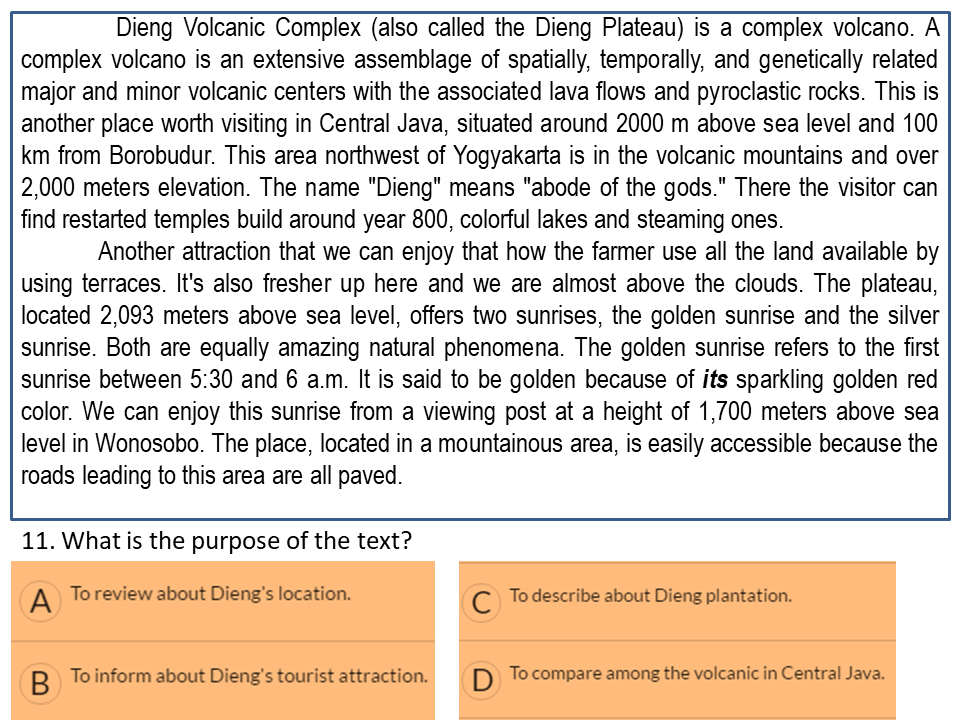 Dieng Volcanic Complex (also called the Dieng Plateau) is a complex volcano. A
complex volcano is an extensive assemblage of spatially, temporally, and genetically related
major and minor volcanic centers with the associated lava flows and pyroclastic rocks. This is
another place worth visiting in Central Java, situated around 2000 m above sea level and 100
km from Borobudur. This area northwest of Yogyakarta is in the volcanic mountains and over
2,000 meters elevation. The name "Dieng" means "abode of the gods." There the visitor can
find restarted temples build around year 800, colorful lakes and steaming ones.
Another attraction that we can enjoy that how the farmer use all the land available by
using terraces. It's also fresher up here and we are almost above the clouds. The plateau,
located 2,093 meters above sea level, offers two sunrises, the golden sunrise and the silver
sunrise. Both are equally amazing natural phenomena. The golden sunrise refers to the first
sunrise between 5:30 and 6 a.m. It is said to be golden because of its sparkling golden red
color. We can enjoy this sunrise from a viewing post at a height of 1,700 meters above sea
level in Wonosobo. The place, located in a mountainous area, is easily accessible because the
roads leading to this area are all paved.
11. What is the purpose of the text?
A To review about Dieng's location.
B To inform about Dieng's tourist attraction.
C To describe about Dieng plantation.
D To compare among the volcanic in Central Java.